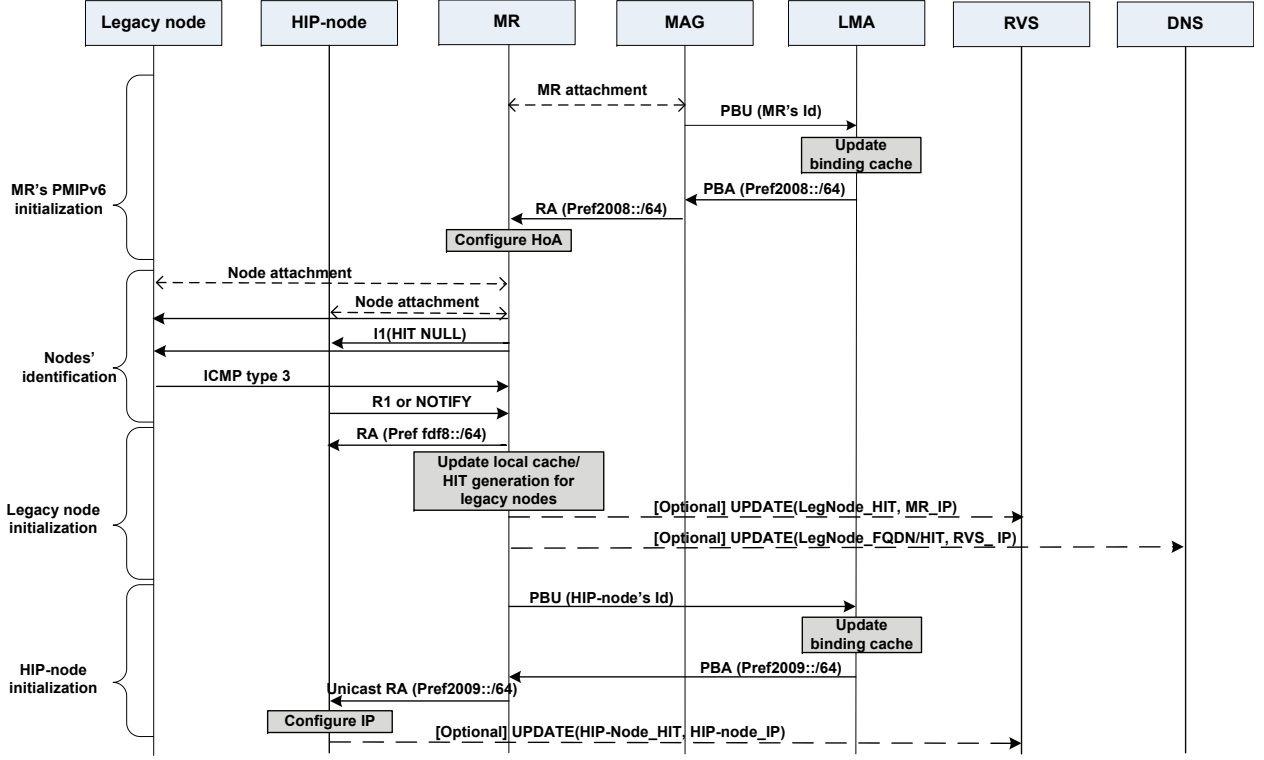 Legacy node
HIP-node
MR
MAG
LMA
RVS
DNS
MR attachment
PBU (MR's Id)
Update
binding cache
MR's PMIPv6
initialization
PBA (Pref2008::/64)
RA (Pref2008::/64)
Configure HoA
Node attachment
Node attachment
I1(HIT NULL)
Nodes'
identification
ICMP type 3
R1 or NOTIFY
RA (Pref fdf8::/64)
Update local cache/
HIT generation for
legacy nodes
Legacy node
initialization
[Optional] UPDATE(LegNode_HIT, MR_IP)
[Optional] UPDATE(LegNode_FQDN/HIT, RVS_ IP)
PBU (HIP-node's Id)
Update
binding cache
HIP-node
initialization
PBA (Pref2009::/64)
Unicast RA (Pref2009::/64)
Configure IP
[Optional] UPDATE(HIP-Node_HIT, HIP-node_IP)